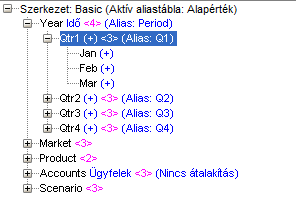 Szerkezet: Basic (Aktív aliastábla: Alapérték)
Year Idő <4> (Alias: Period)
Qtr1 (+) <3> (Alias: Q1)
Jan (+)
Feb (+)
Mar (+)
Qtr2 (+) <3> (Alias: Q2)
Qtr3 (+) <3> (Alias: Q3)
Qtr4 (+) <3> (Alias: Q4)
Market <3>
Product <2>
Accounts Ügyfelek <3> (Nincs átalakítás)
Scenario <3>